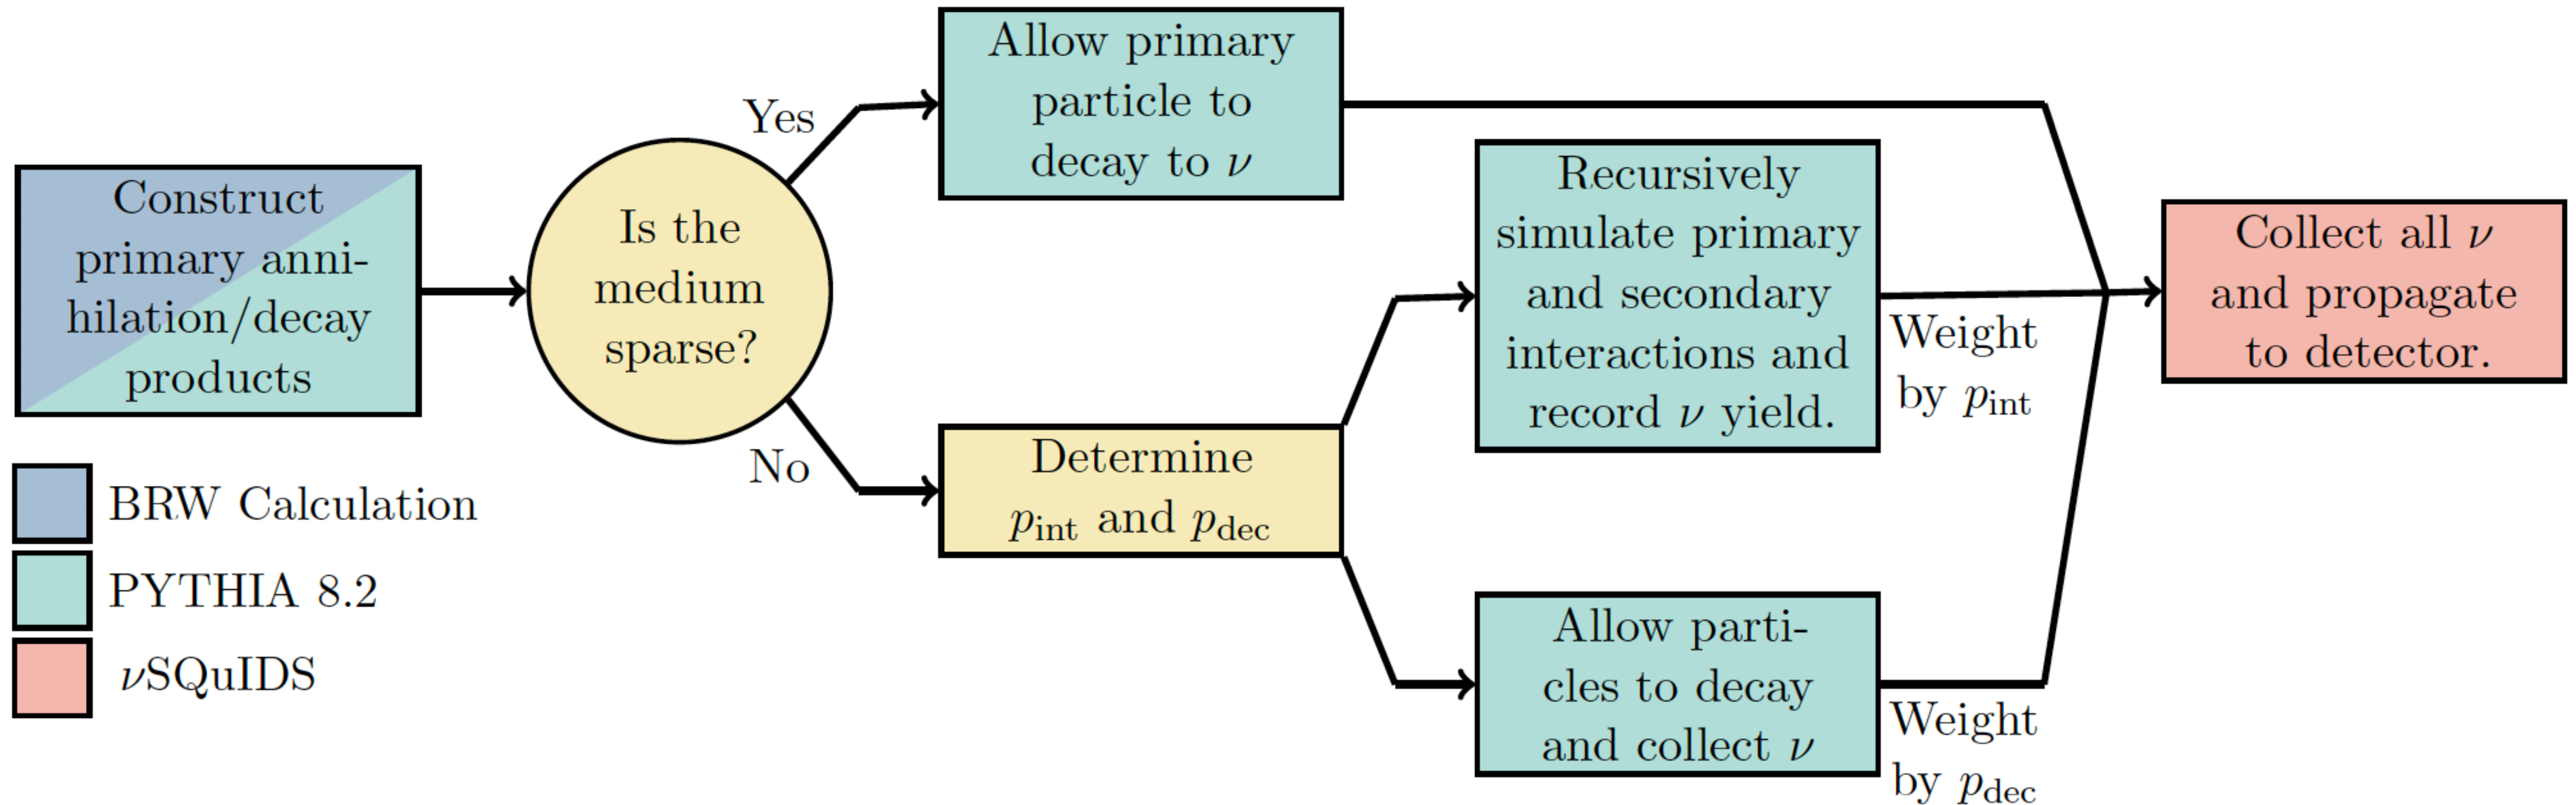 Construct
primary anni-
hilation/decay
products
Is the
medium
sparse?
Yes
No
Allow primary
particle to
decay to ν
Determine
p_int and p_dec
Recursively
simulate primary
and secondary
interactions and
record ν yield.
Weight
by p_int
Allow parti-
cles to decay
and collect ν
Weight
by p_dec
Collect all ν
and propagate
to detector.
BRW Calculation
PYTHIA 8.2
νSQuIDS